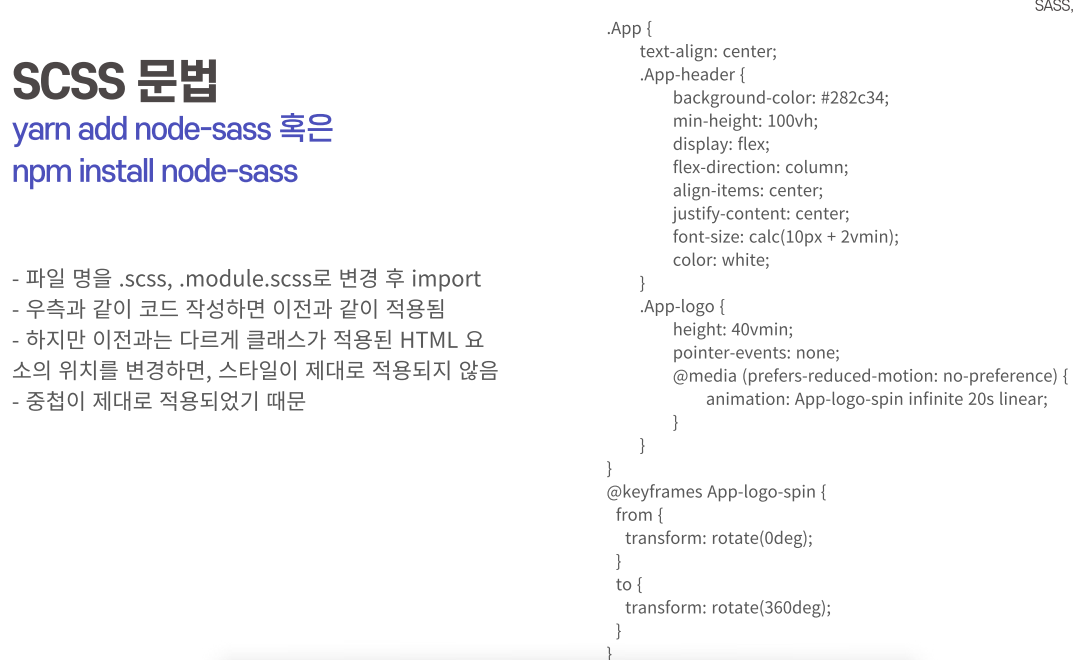 SASS,
SCSS 문법
yarn add node-sass 혹은
npm install node-sass
- 파일 명을 .scss, .module.scss로 변경 후 import
- 우측과 같이 코드 작성하면 이전과 같이 적용됨
- 하지만 이전과는 다르게 클래스가 적용된 HTML 요
소의 위치를 변경하면, 스타일이 제대로 적용되지 않음
- 중첩이 제대로 적용되었기 때문
.App {
text-align: center;
.App-header {
background-color: #282c34;
min-height: 100vh;
display: flex;
flex-direction: column;
align-items: center;
justify-content: center;
font-size: calc(10px + 2vmin);
color: white;
}
.App-logo {
height: 40vmin;
pointer-events: none;
@media (prefers-reduced-motion: no-preference) {
animation: App-logo-spin infinite 20s linear;
}
}
}
@keyframes App-logo-spin {
from {
transform: rotate(0deg);
}
to {
transform: rotate(360deg);
}
}